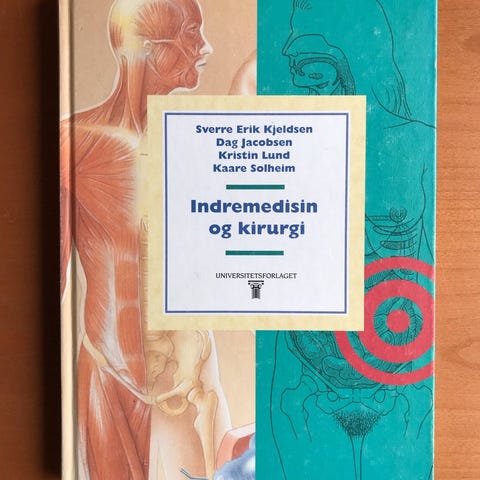 Sverre Erik Kjeldsen
Dag Jacobsen
Kristin Lund
Kaare Solheim
Indremedisin
og kirurgi
UNIVERSITETSFORLAGET